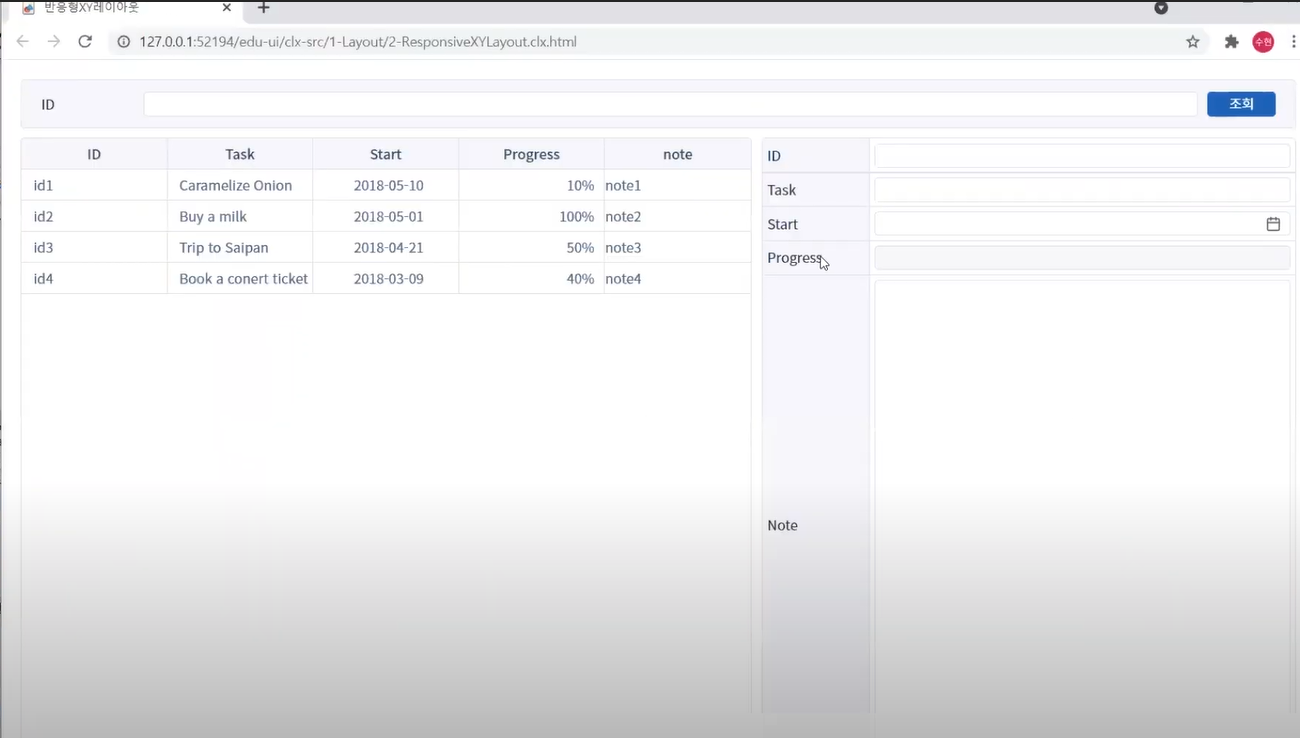 반응형XY레이아웃
127.0.0.1:52194/edu-ui/clx-src/1-Layout/2-ResponsiveXYLayout.clx.html
수현
ID
조회
ID Task Start Progress note
id1 Caramelize Onion 2018-05-10 10% note1
id2 Buy a milk 2018-05-01 100% note2
id3 Trip to Saipan 2018-04-21 50% note3
id4 Book a conert ticket 2018-03-09 40% note4
ID
Task
Start
Progress
Note